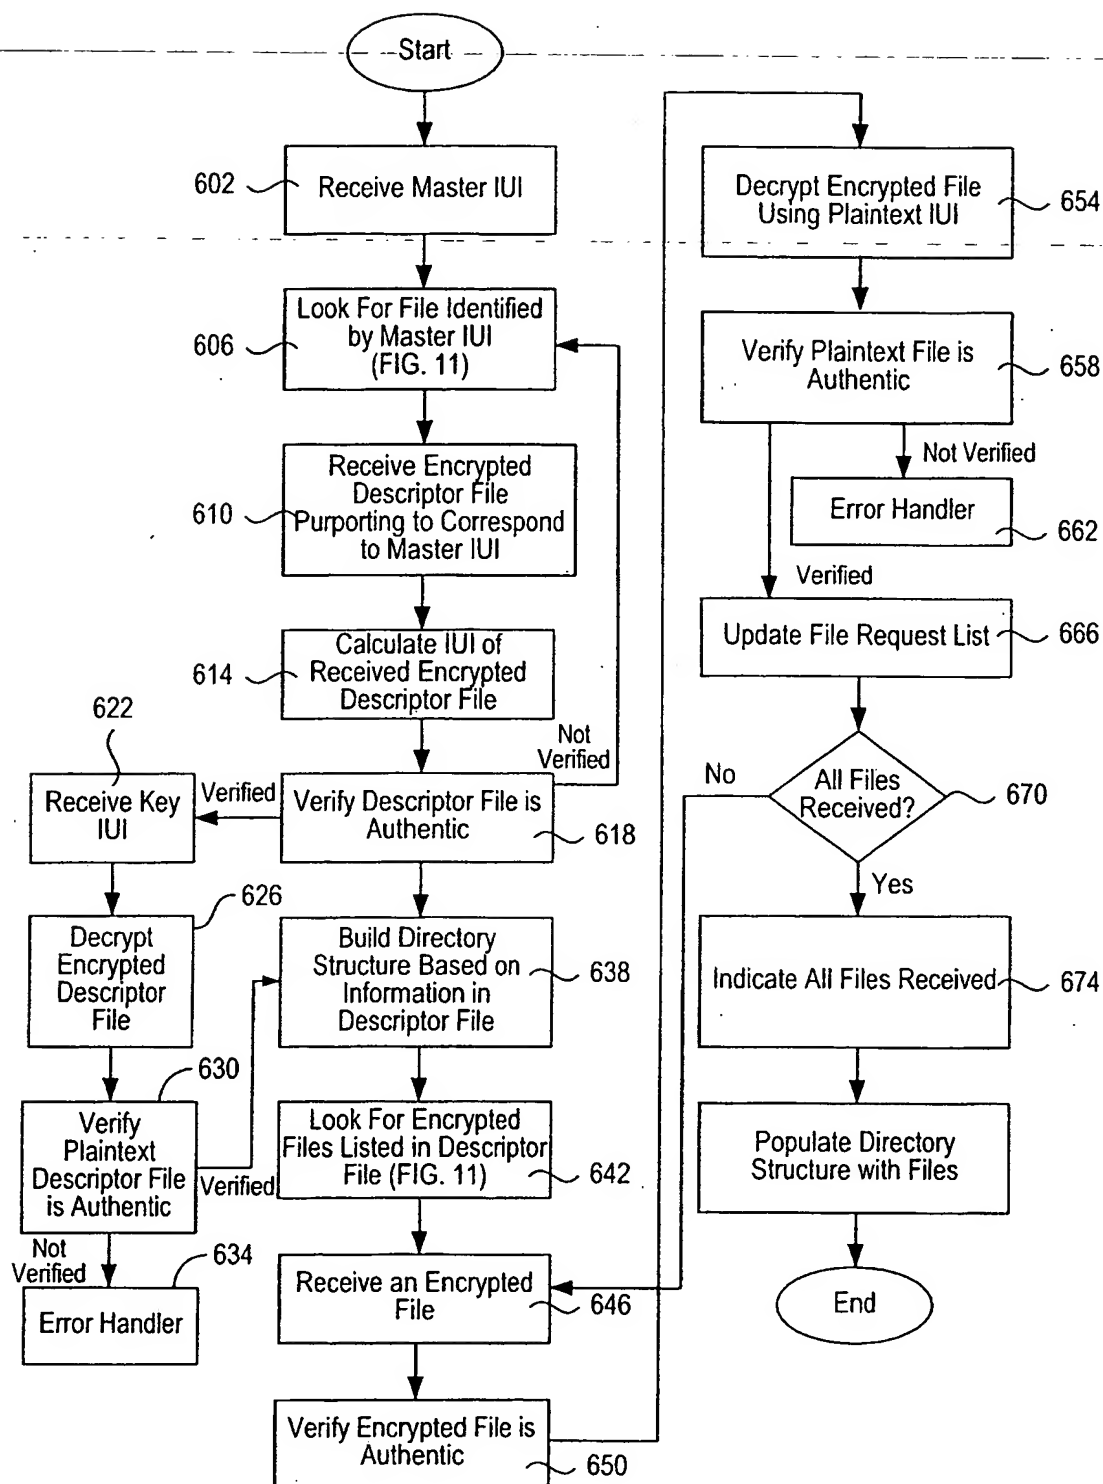 Start
602
Receive Master IUI
606
Look For File Identified
by Master IUI
(FIG. 11)
610
Receive Encrypted
Descriptor File
Purporting to Correspond
to Master IUI
614
Calculate IUI of
Received Encrypted
Descriptor File
Not
Verified
Verify Descriptor File is
Authentic
618
Verified
622
Receive Key
IUI
626
Decrypt
Encrypted
Descriptor
File
630
Verify
Plaintext
Descriptor File
is Authentic
Verified
Not
Verified
634
Error Handler
Build Directory
Structure Based on
Information in
Descriptor File
638
Look For Encrypted
Files Listed in Descriptor
File (FIG. 11)
642
Receive an Encrypted
File
646
Verify Encrypted File is
Authentic
650
Decrypt Encrypted File
Using Plaintext IUI
654
Verify Plaintext File is
Authentic
658
Not Verified
Error Handler
662
Verified
Update File Request List
666
All Files
Received?
670
No
Yes
Indicate All Files Received
674
Populate Directory
Structure with Files
End